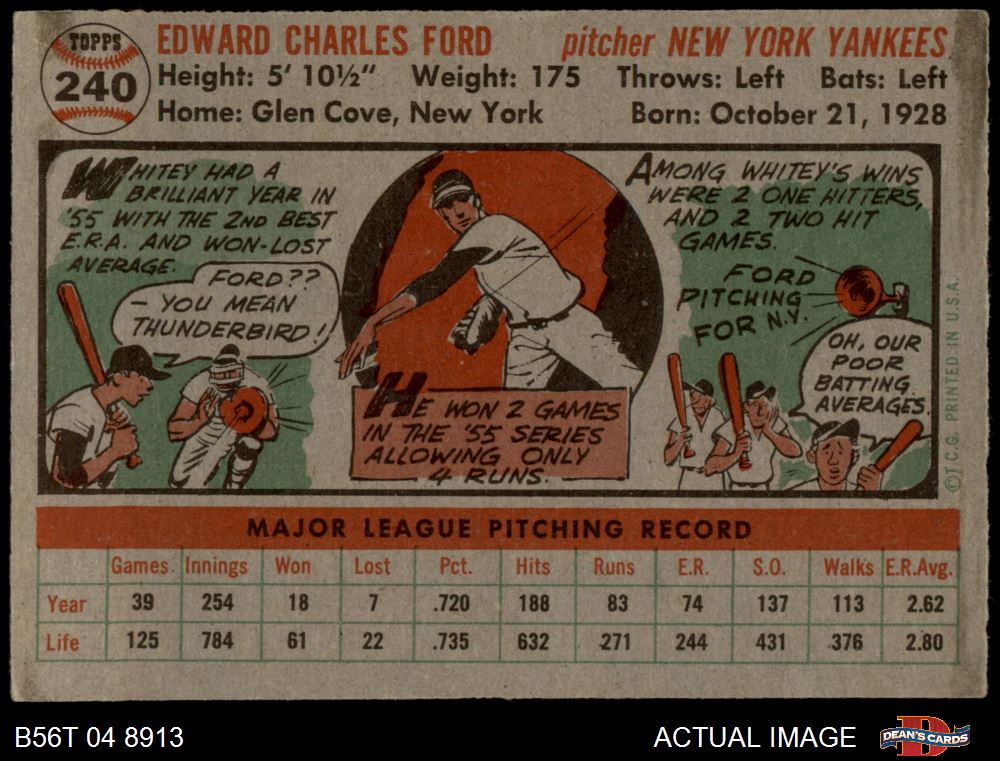 TOPPS
240
EDWARD CHARLES FORD pitcher NEW YORK YANKEES
Height: 5' 10½" Weight: 175 Throws: Left Bats: Left
Home: Glen Cove, New York Born: October 21, 1928
WHITEY HAD A
BRILLIANT YEAR IN
'55 WITH THE 2ND BEST
E.R.A. AND WON-LOST
AVERAGE.
FORD??
– YOU MEAN
THUNDERBIRD!
HE WON 2 GAMES
IN THE '55 SERIES
ALLOWING ONLY
4 RUNS.
AMONG WHITEY'S WINS
WERE 2 ONE HITTERS,
AND 2 TWO HIT
GAMES.
FORD
PITCHING
FOR N.Y.
OH, OUR
POOR
BATTING
AVERAGES.
©T.C.G. PRINTED IN U.S.A.
MAJOR LEAGUE PITCHING RECORD
Games Innings Won Lost Pct. Hits Runs E.R. S.O. Walks E.R.Avg.
Year 39 254 18 7 .720 188 83 74 137 113 2.62
Life 125 784 61 22 .735 632 271 244 431 376 2.80
B56T 04 8913 ACTUAL IMAGE DEAN'S CARDS